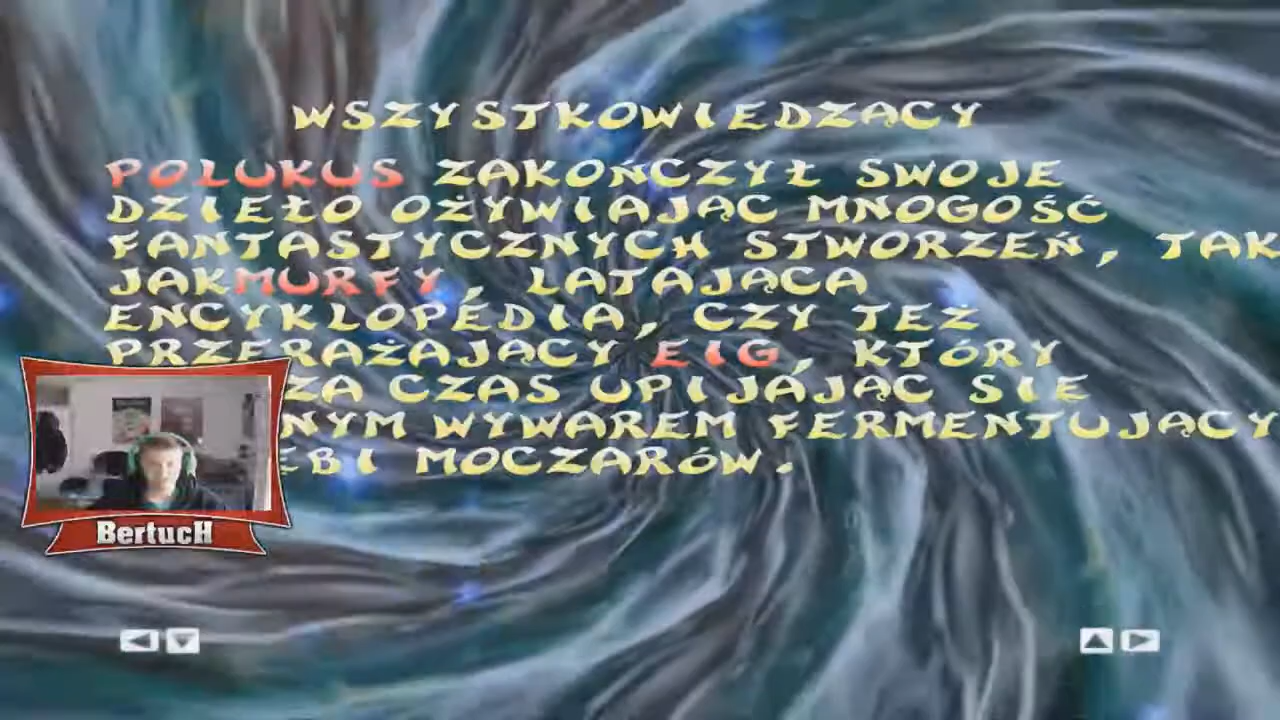 WSZYSTKOWIEDZĄCY
POLUKUS ZAKOŃCZYŁ SWOJE
DZIEŁO OŻYWIAJĄC MNOGOŚĆ
FANTASTYCZNYCH STWORZEŃ, TAK
JAKMURFY, LATAJĄCA
ENCYKLOPÉDIA, CZY TEŻ
PRZERAŻAJĄCY EIG, KTÓRY
ZA CZAS UPIJAJĄC SIĘ
NYM WYWAREM FERMENTUJĄCY
ĘBI MOCZARÓW.
BertucH